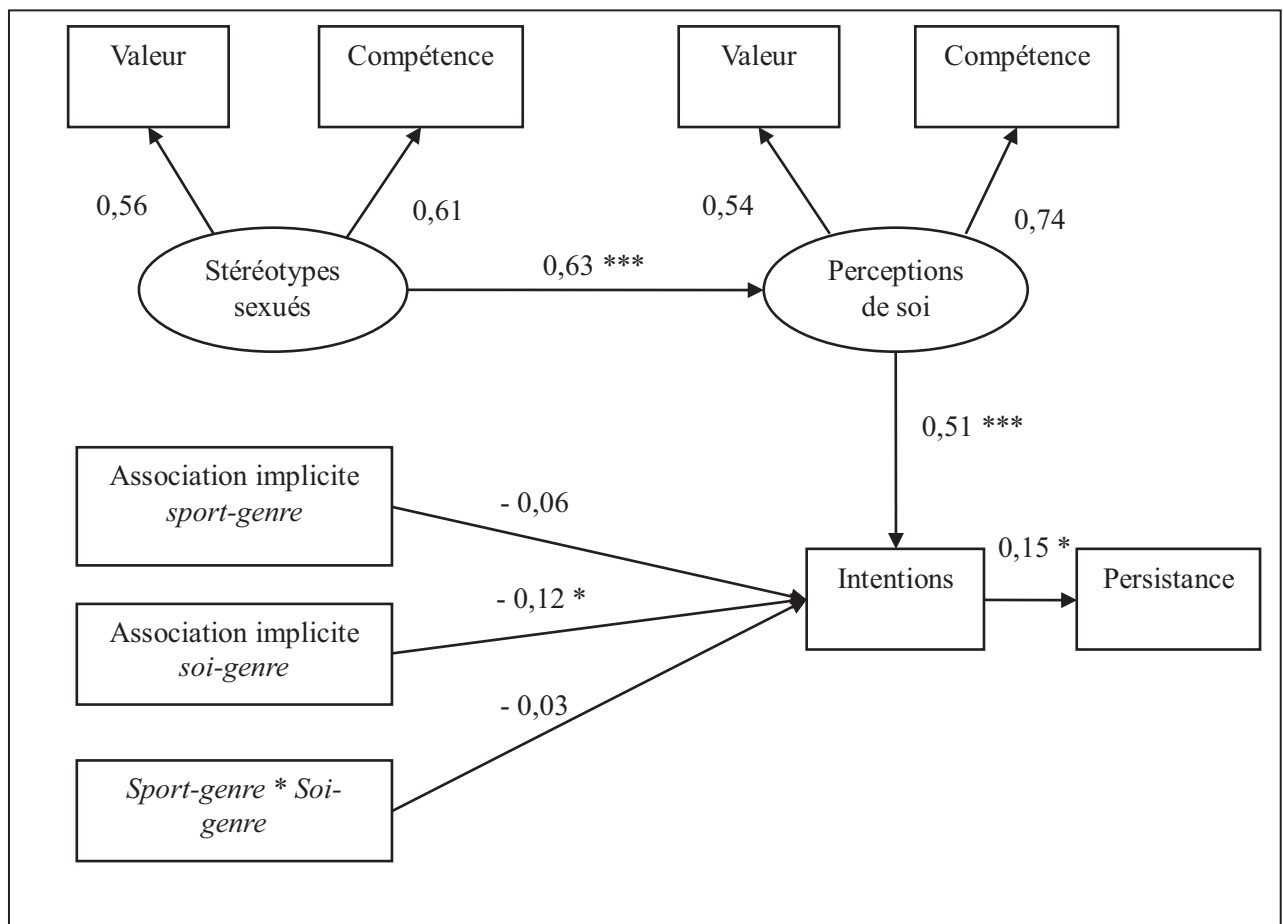 Valeur
Compétence
Valeur
Compétence
0,56
0,61
0,54
0,74
Stéréotypes
sexués
0,63 ***
Perceptions
de soi
0,51 ***
Association implicite
sport-genre
- 0,06
Association implicite
soi-genre
- 0,12 *
Intentions
0,15 *
Persistance
- 0,03
Sport-genre * Soi-
genre